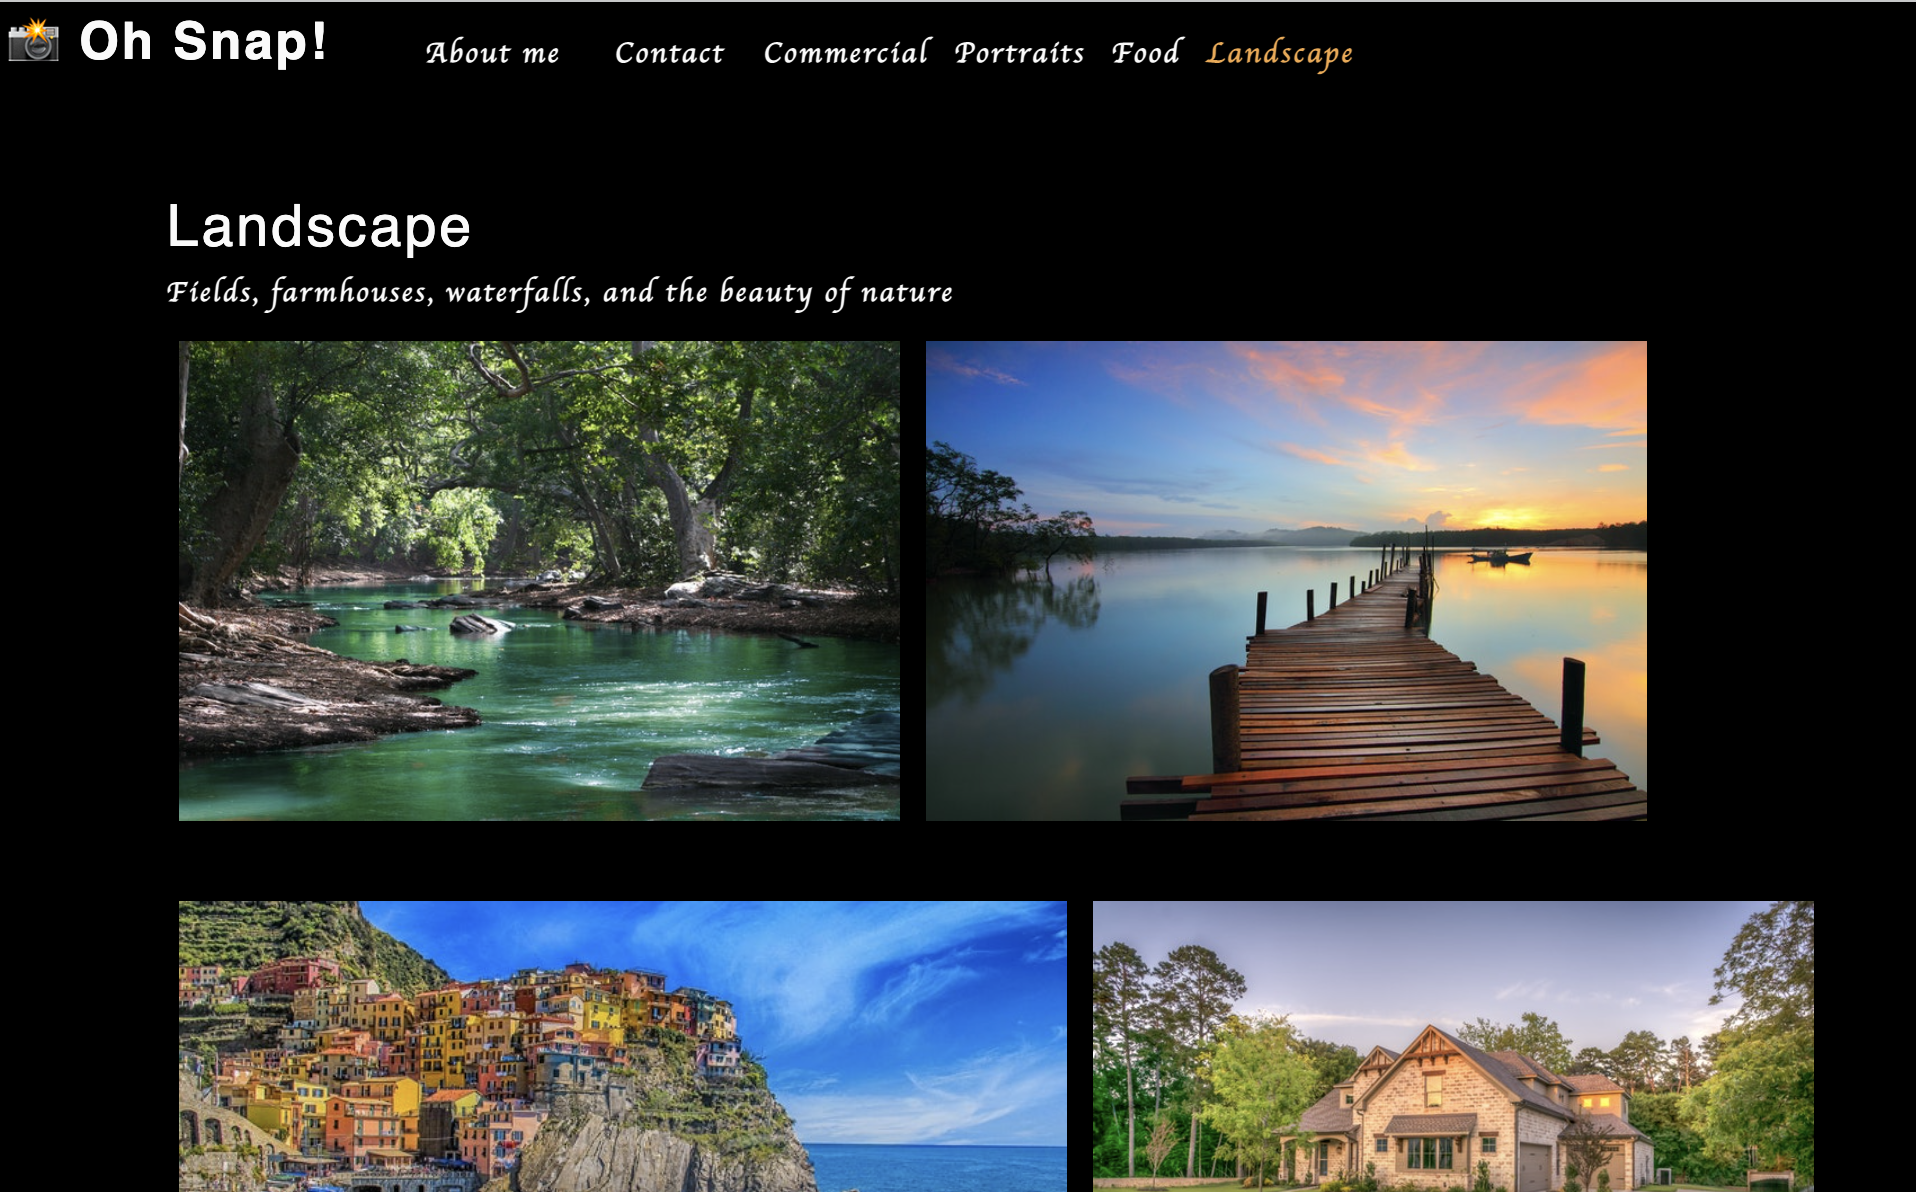 Oh Snap!
About me Contact Commercial Portraits Food Landscape
Landscape
Fields, farmhouses, waterfalls, and the beauty of nature